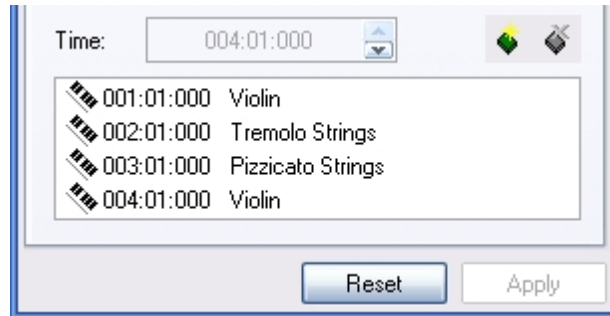 Time: 004:01:000
001:01:000 Violin
002:01:000 Tremolo Strings
003:01:000 Pizzicato Strings
004:01:000 Violin
Reset Apply